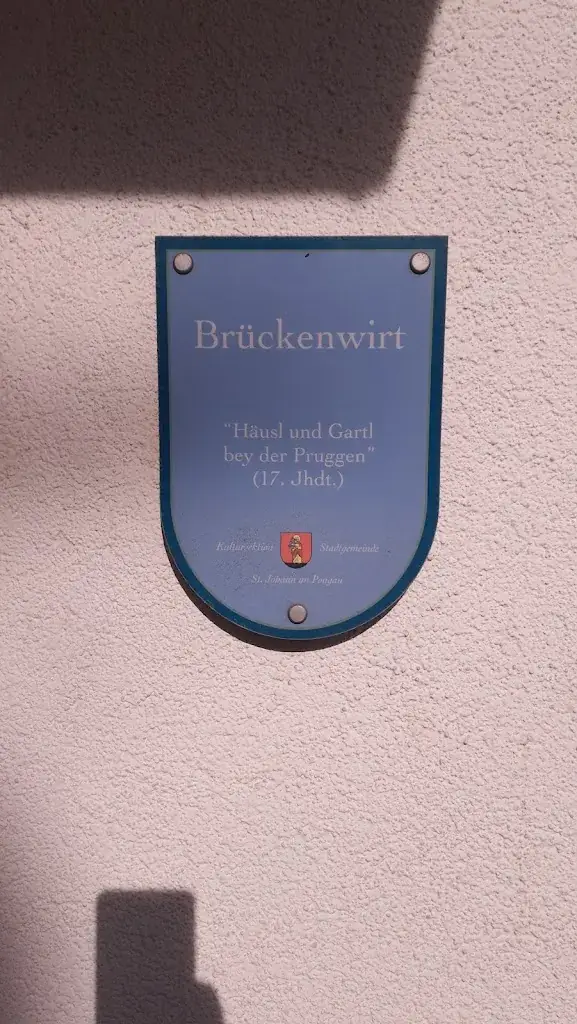 Brückenwirt
“Häusl und Gartl
bey der Pruggen”
(17. Jhdt.)
Stadtgemeinde
St. Johann im Pongau